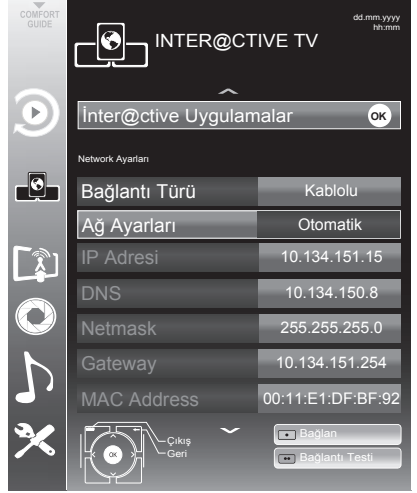 COMFORT
GUIDE
INTER@CTIVE TV
dd.mm.yyyy
hh:mm
İnter@ctive Uygulamalar OK
Network Ayarları
Bağlantı Türü Kablolu
Ağ Ayarları Otomatik
IP Adresi 10.134.151.15
DNS 10.134.150.8
Netmask 255.255.255.0
Gateway 10.134.151.254
MAC Address 00:11:E1:DF:BF:92
OK
Çıkış
Geri
Bağlan
Bağlantı Testi